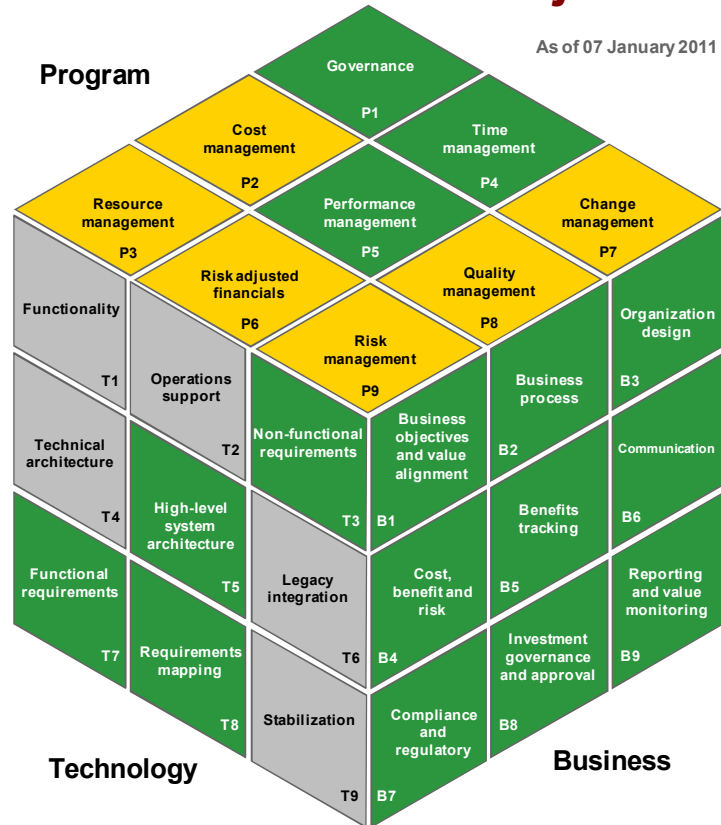 As of 07 January 2011
Program
Governance
P1
Cost
management
P2
Time
management
P4
Resource
management
P3
Performance
management
P5
Change
management
P7
Risk adjusted
financials
P6
Quality
management
P8
Risk
management
P9
Functionality
T1
Operations
support
T2
Non-functional
requirements
T3
Technical
architecture
T4
High-level
system
architecture
T5
Legacy
integration
T6
Functional
requirements
T7
Requirements
mapping
T8
Stabilization
T9
Business
objectives
and value
alignment
B1
Business
process
B2
Organization
design
B3
Cost,
benefit and
risk
B4
Benefits
tracking
B5
Communication
B6
Compliance
and
regulatory
B7
Investment
governance
and approval
B8
Reporting
and value
monitoring
B9
Technology
Business